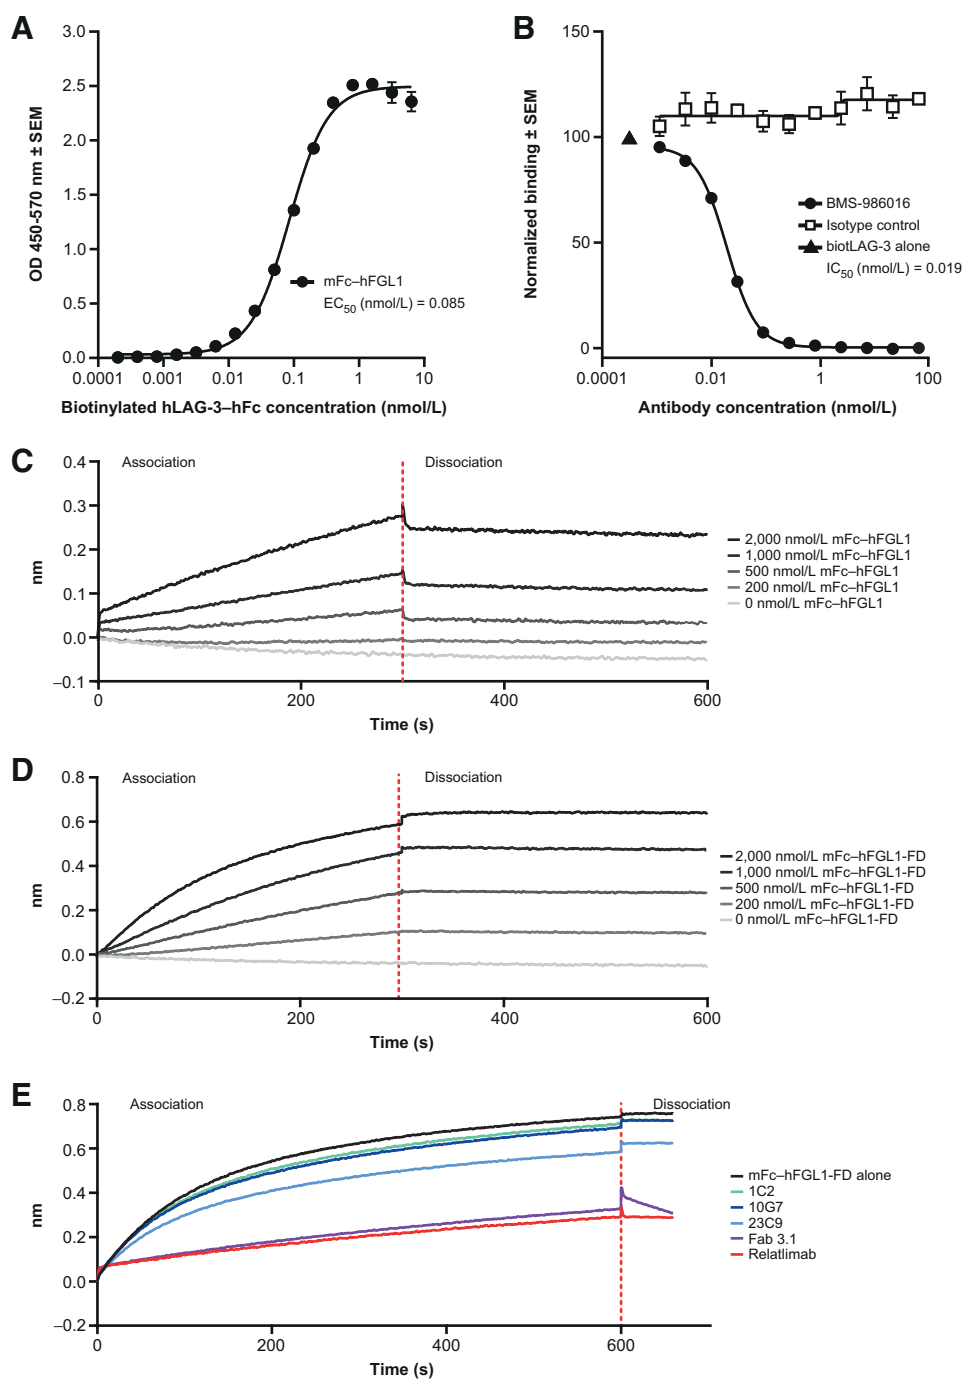 A
3.0
2.5
2.0
1.5
1.0
0.5
0.0
OD 450-570 nm ± SEM
mFc–hFGL1
EC50 (nmol/L) = 0.085
0.0001 0.001 0.01 0.1 1 10
Biotinylated hLAG-3–hFc concentration (nmol/L)
B
150
100
50
0
Normalized binding ± SEM
BMS-986016
Isotype control
biotLAG-3 alone
IC50 (nmol/L) = 0.019
0.0001 0.01 1 100
Antibody concentration (nmol/L)
C
0.4
0.3
0.2
0.1
0.0
–0.1
nm
Association
Dissociation
2,000 nmol/L mFc–hFGL1
1,000 nmol/L mFc–hFGL1
500 nmol/L mFc–hFGL1
200 nmol/L mFc–hFGL1
0 nmol/L mFc–hFGL1
0 200 400 600
Time (s)
D
0.8
0.6
0.4
0.2
0.0
–0.2
nm
Association
Dissociation
2,000 nmol/L mFc–hFGL1-FD
1,000 nmol/L mFc–hFGL1-FD
500 nmol/L mFc–hFGL1-FD
200 nmol/L mFc–hFGL1-FD
0 nmol/L mFc–hFGL1-FD
0 200 400 600
Time (s)
E
0.8
0.6
0.4
0.2
0.0
–0.2
nm
Association
Dissociation
mFc–hFGL1-FD alone
1C2
10G7
23C9
Fab 3.1
Relatlimab
0 200 400 600
Time (s)